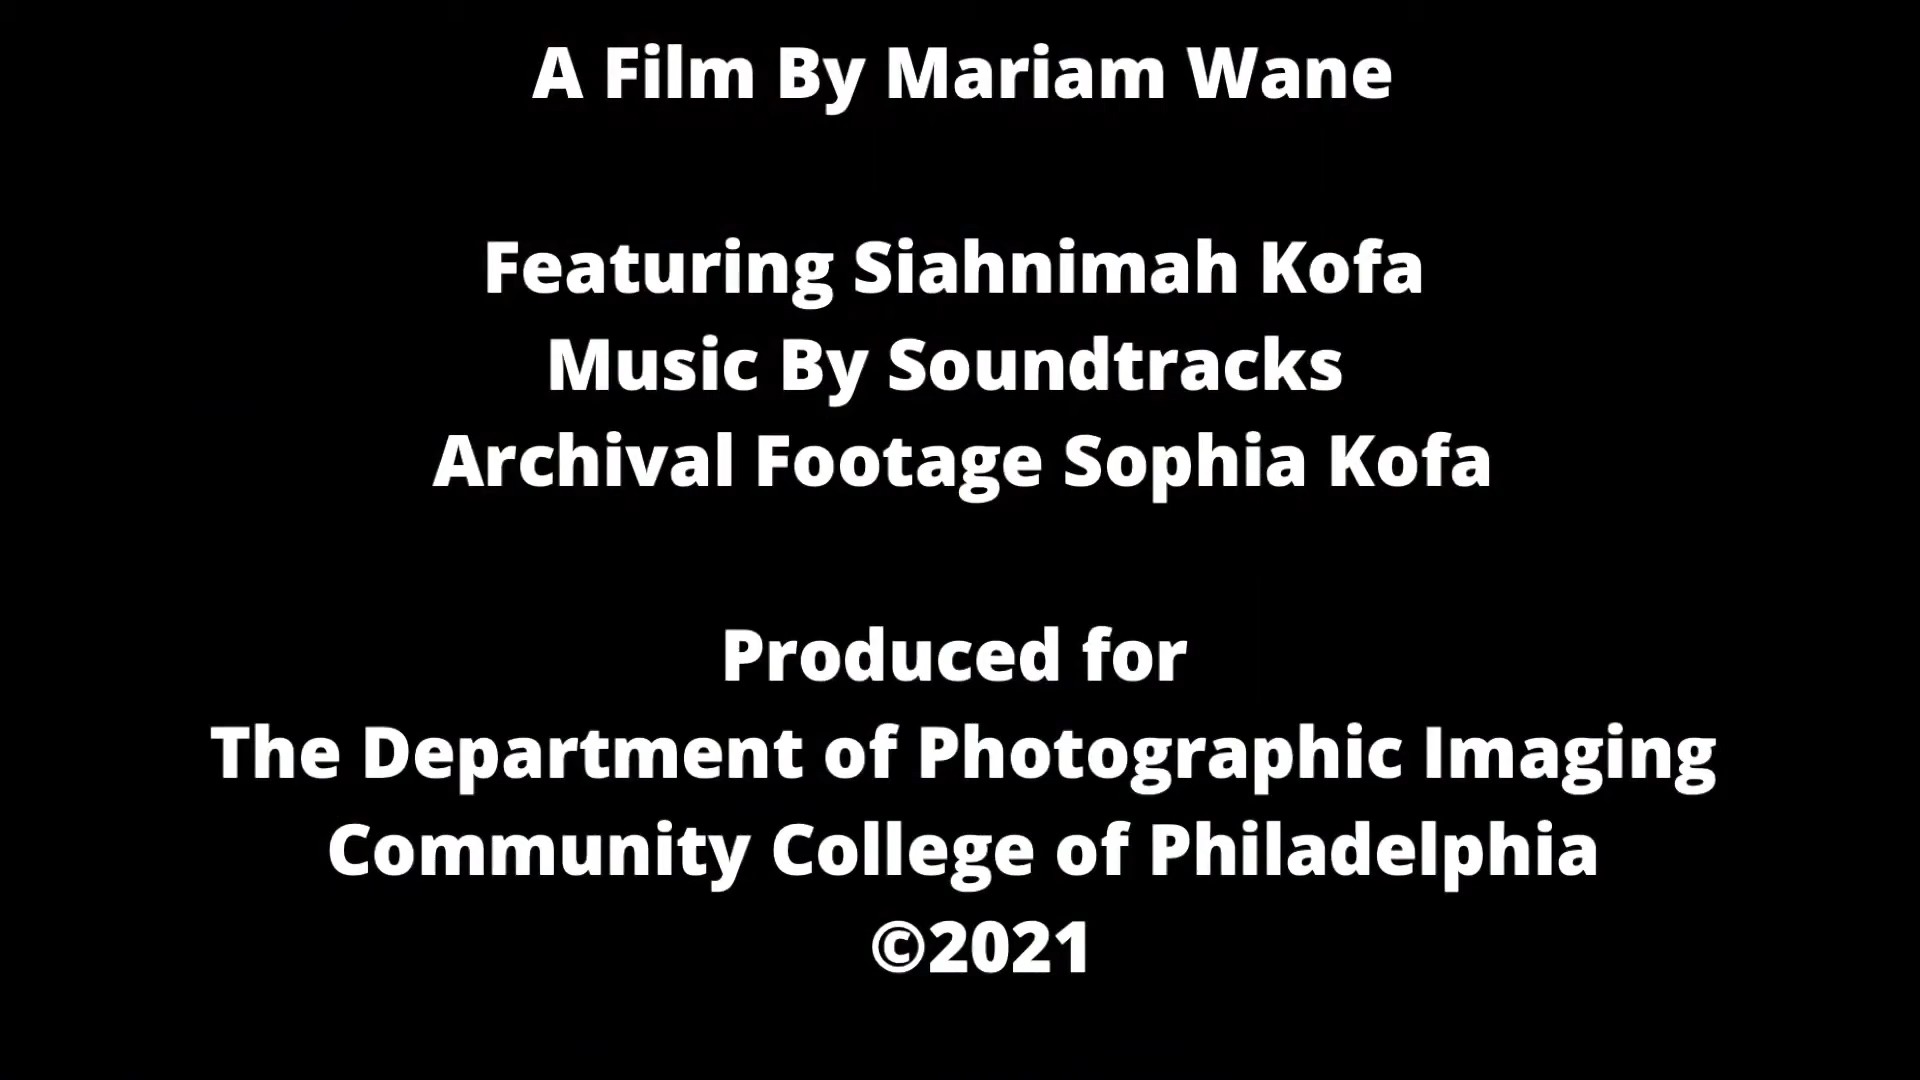 A Film By Mariam Wane
Featuring Siahnimah Kofa
Music By Soundtracks
Archival Footage Sophia Kofa
Produced for
The Department of Photographic Imaging
Community College of Philadelphia
©2021